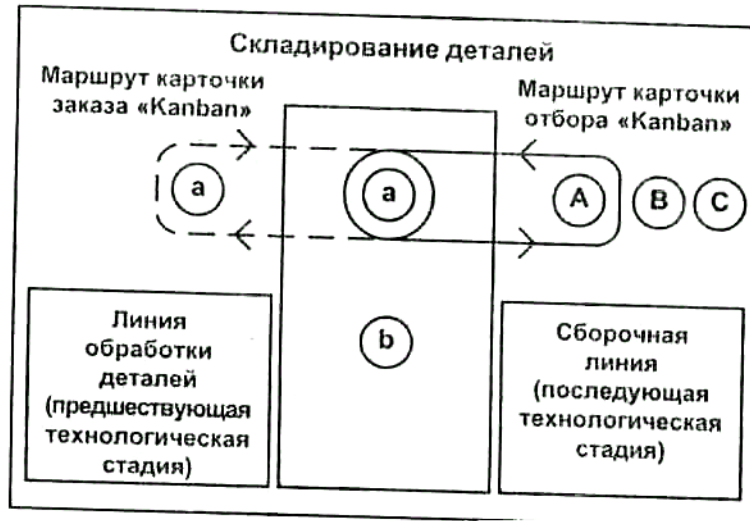 Складирование деталей
Маршрут карточки
заказа «Kanban»
Маршрут карточки
отбора «Kanban»
a
a
A
B
C
b
Линия
обработки
деталей
(предшествующая
технологическая
стадия)
Сборочная
линия
(последующая
технологическая
стадия)